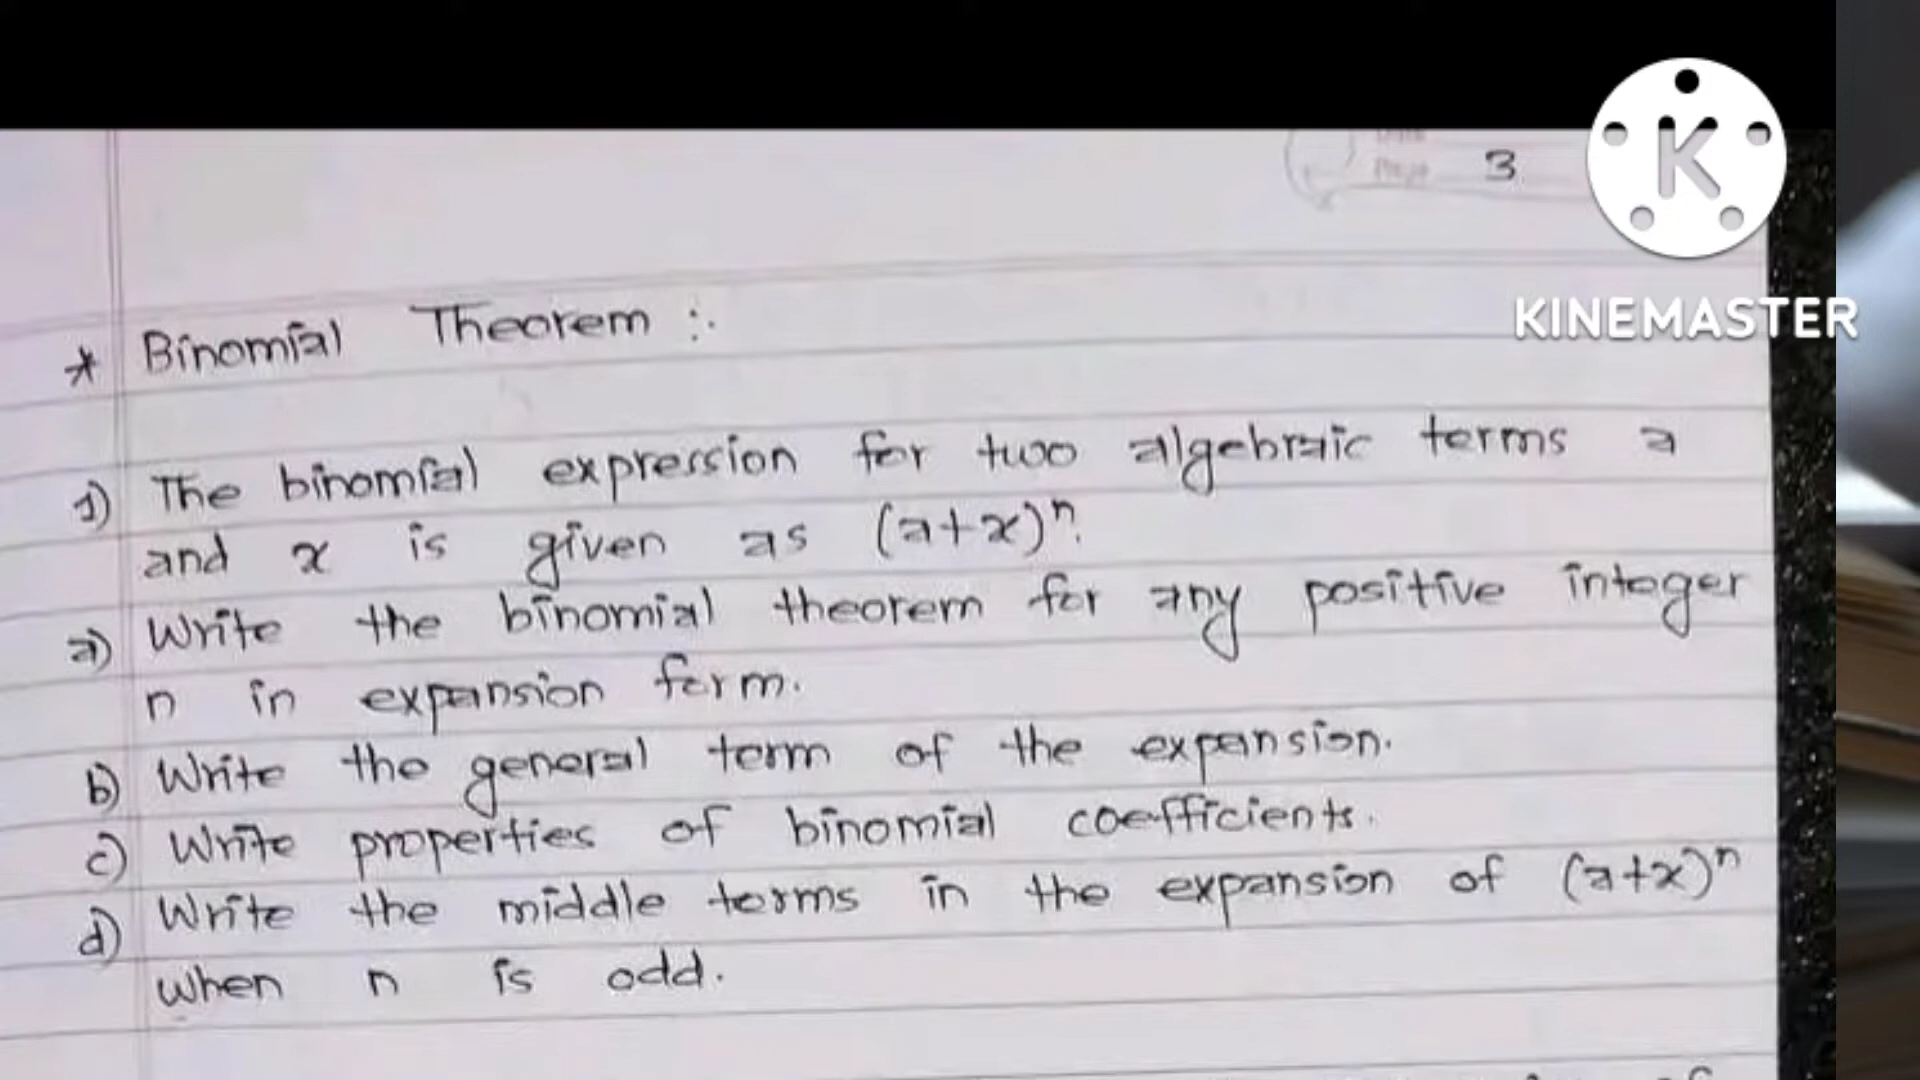 3
KINEMASTER
* Binomial Theorem :.
1) The binomial expression for two algebraic terms a
and x is given as (a+x)ⁿ.
a) Write the binomial theorem for any positive integer
n in expansion form.
b) Write the general term of the expansion.
c) Write properties of binomial coefficients.
d) Write the middle terms in the expansion of (a+x)ⁿ
when n is odd.